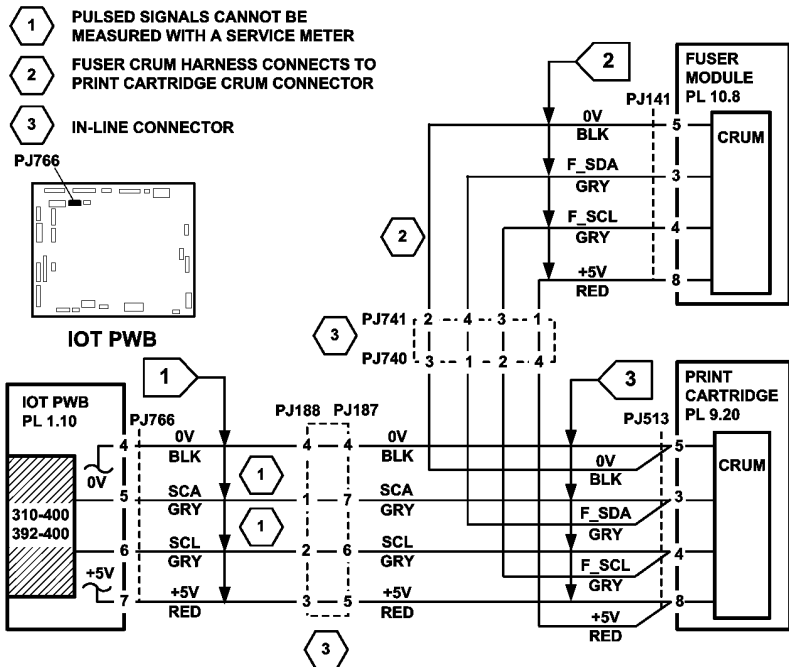 1 PULSED SIGNALS CANNOT BE
MEASURED WITH A SERVICE METER
2 FUSER CRUM HARNESS CONNECTS TO
PRINT CARTRIDGE CRUM CONNECTOR
3 IN-LINE CONNECTOR
PJ766
IOT PWB
2
FUSER
MODULE
PL 10.8
PJ141
0V
BLK
5
CRUM
F_SDA
GRY
3
F_SCL
GRY
4
+5V
RED
8
2
3
PJ741 2 4 3 1
PJ740 3 1 2 4
1
3
IOT PWB
PL 1.10
PJ766
PJ188 PJ187
PJ513
PRINT
CARTRIDGE
PL 9.20
4 0V 4 4 0V 5
BLK BLK
0V
0V
BLK
CRUM
1
5 SCA 1 7 SCA 3
GRY GRY
310-400
392-400
F_SDA
GRY
1
6 SCL 2 6 SCL 4
GRY GRY
F_SCL
GRY
+5V
7 +5V 3 5 +5V 8
RED RED
+5V
RED
3